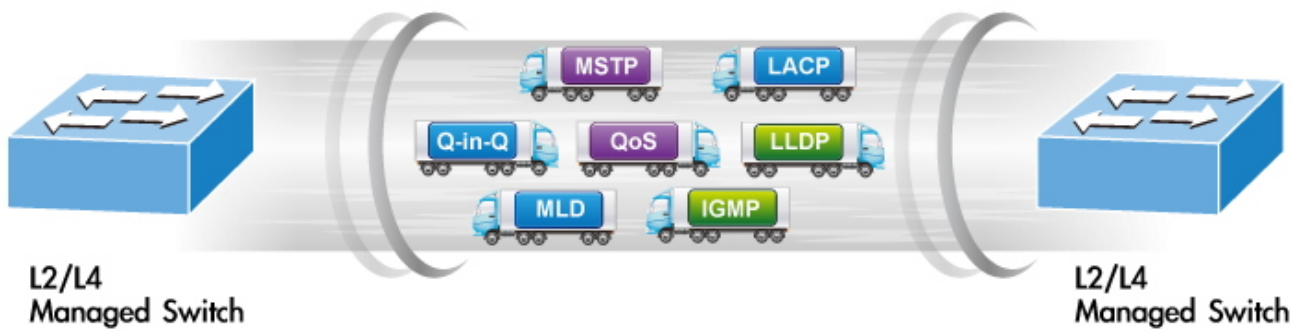 MSTP
LACP
Q-in-Q
QoS
LLDP
MLD
IGMP
L2/L4
Managed Switch
L2/L4
Managed Switch